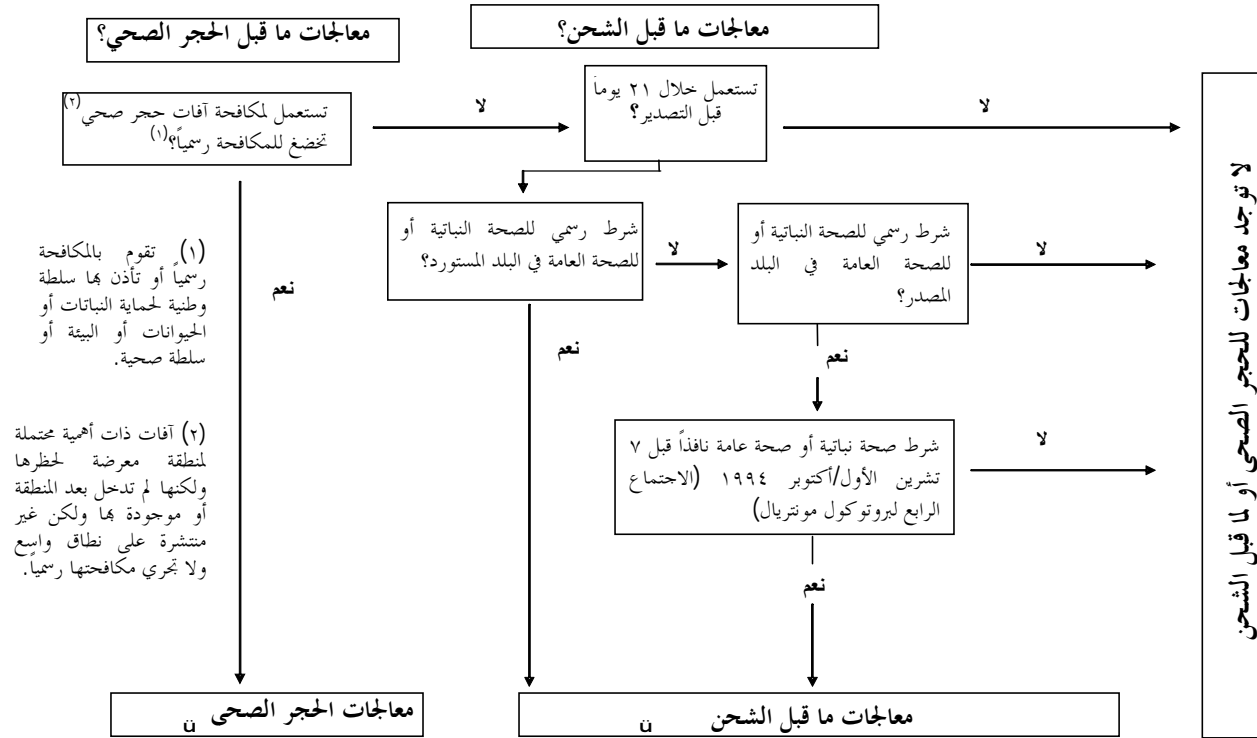 معالجات ما قبل الحجر الصحي؟
معالجات ما قبل الشحن؟
تستعمل لمكافحة آفات حجر صحي(٢)
تخضغ للمكافحة رسمياً؟(١)
لا
تستعمل خلال ٢١ يوماً
قبل التصدير؟
لا
شرط رسمي للصحة النباتية أو
للصحة العامة في البلد المستورد؟
لا
شرط رسمي للصحة النباتية أو
للصحة العامة في البلد
المصدر؟
لا
(١) تقوم بالمكافحة
رسمياً أو تأذن بها سلطة
وطنية لحماية النباتات أو
الحيوانات أو البيئة أو
سلطة صحية.
نعم
نعم
نعم
(٢) آفات ذات أهمية محتملة
لمنطقة معرضة لحظرها
ولكنها لم تدخل بعد المنطقة
أو موجودة بها ولكن غير
منتشرة على نطاق واسع
ولا تجري مكافحتها رسمياً.
شرط صحة نباتية أو صحة عامة نافذاً قبل ٧
تشرين الأول/أكتوبر ١٩٩٤ (الاجتماع
الرابع لبروتوكول مونتريال)
لا
نعم
معالجات الحجر الصحى ü
معالجات ما قبل الشحن ü
لا توجد معالجات للحجر الصحى أو لما قبل الشحن